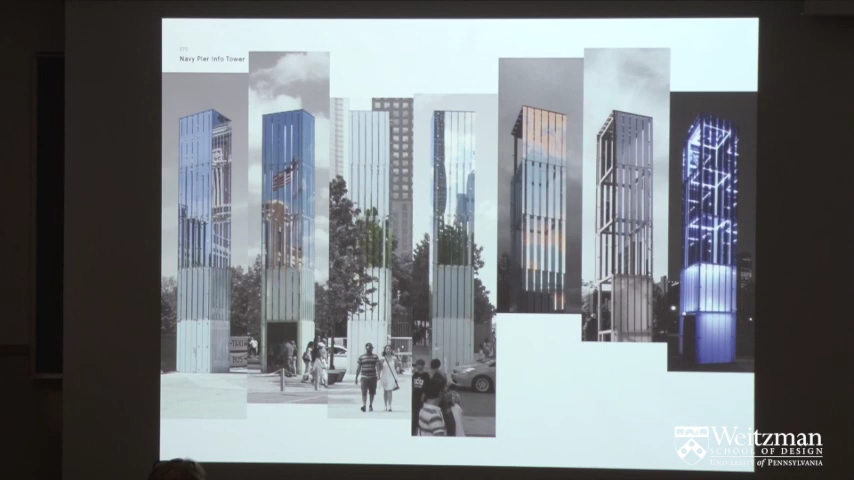 Navy Pier Info Tower
Weitzman
SCHOOL OF DESIGN
UNIVERSITY of PENNSYLVANIA